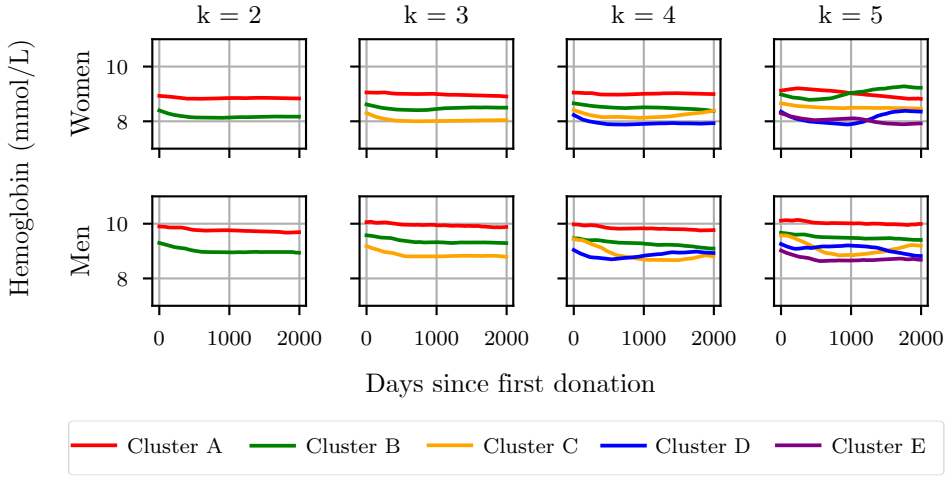 k = 2 k = 3 k = 4 k = 5
Hemoglobin (mmol/L)
Women
10
8
Men
10
8
0 1000 2000 0 1000 2000 0 1000 2000 0 1000 2000
Days since first donation
Cluster A Cluster B Cluster C Cluster D Cluster E